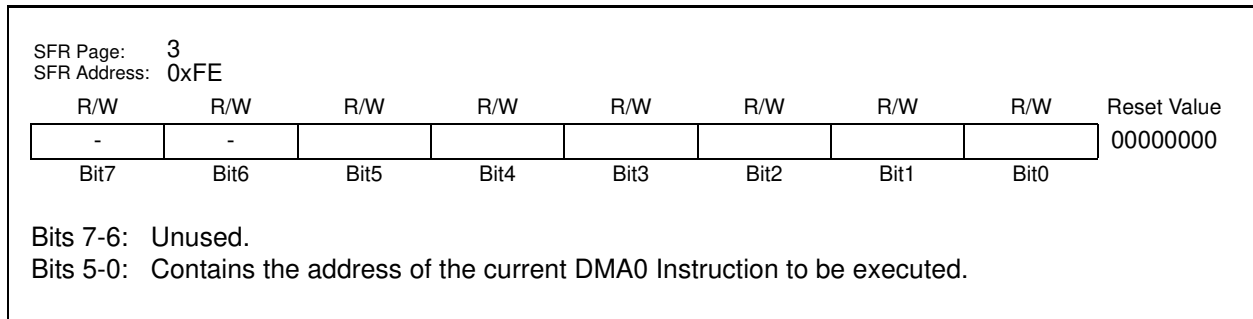 SFR Page: 3
SFR Address: 0xFE
R/W R/W R/W R/W R/W R/W R/W R/W Reset Value
- - 00000000
Bit7 Bit6 Bit5 Bit4 Bit3 Bit2 Bit1 Bit0
Bits 7-6: Unused.
Bits 5-0: Contains the address of the current DMA0 Instruction to be executed.